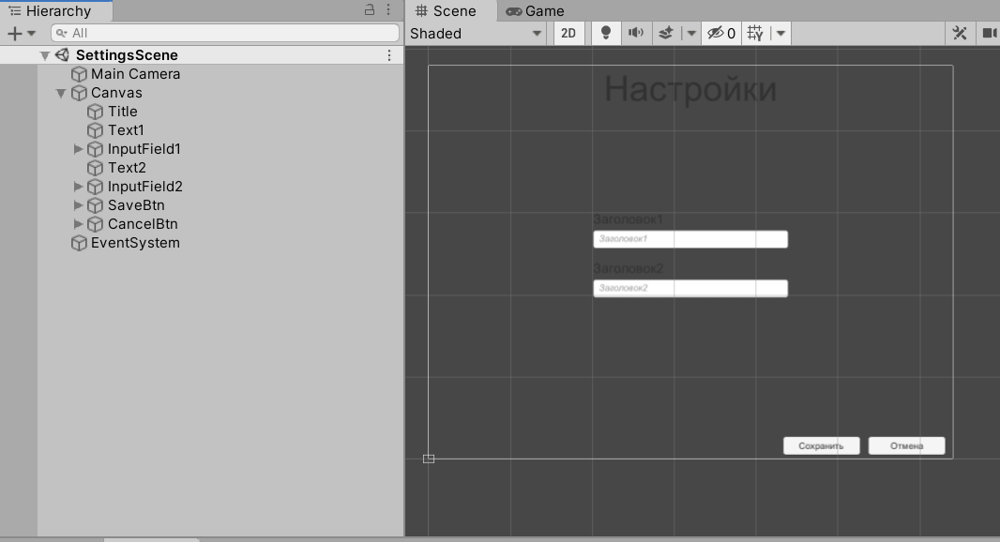 Hierarchy
All
SettingsScene
Main Camera
Canvas
Title
Text1
InputField1
Text2
InputField2
SaveBtn
CancelBtn
EventSystem
Scene
Game
Shaded
2D
0
Настройки
Заголовок1
Заголовок1
Заголовок2
Заголовок2
Сохранить
Отмена